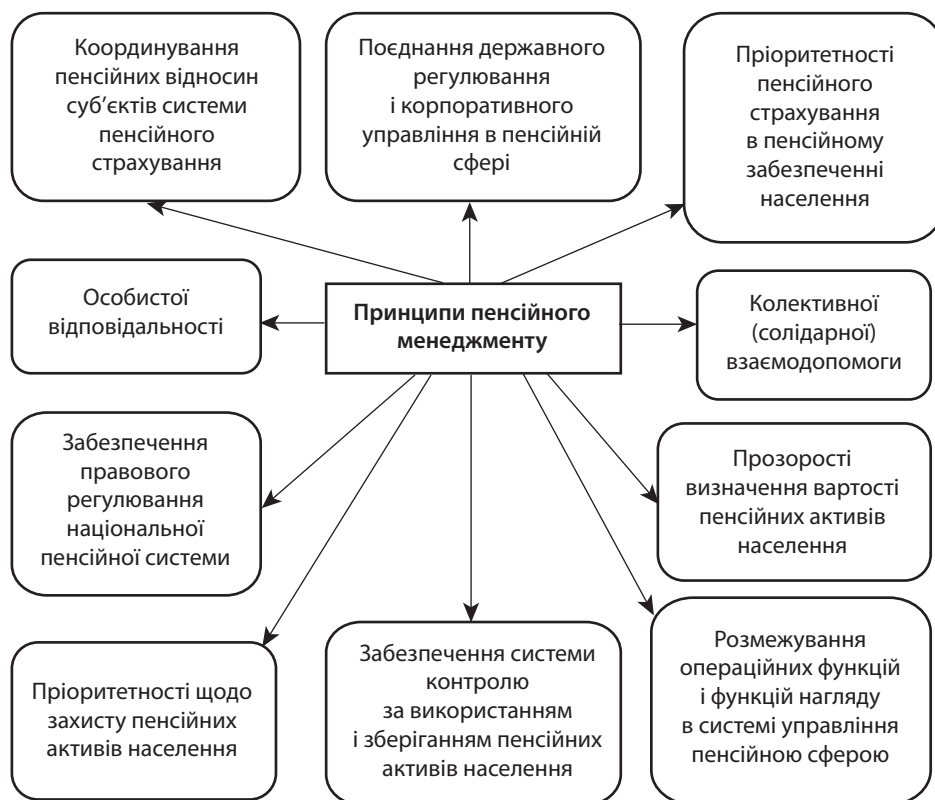 Координування
пенсійних відносин
суб’єктів системи
пенсійного
страхування
Поєднання державного
регулювання
і корпоративного
управління в пенсійній
сфері
Пріоритетності
пенсійного
страхування
в пенсійному
забезпеченні
населення
Особистої
відповідальності
Принципи пенсійного
менеджменту
Колективної
(солідарної)
взаємодопомоги
Забезпечення
правового
регулювання
національної
пенсійної системи
Прозорості
визначення вартості
пенсійних активів
населення
Пріоритетності щодо
захисту пенсійних
активів населення
Забезпечення системи
контролю
за використанням
і зберіганням пенсійних
активів населення
Розмежування
операційних функцій
і функцій нагляду
в системі управління
пенсійною сферою